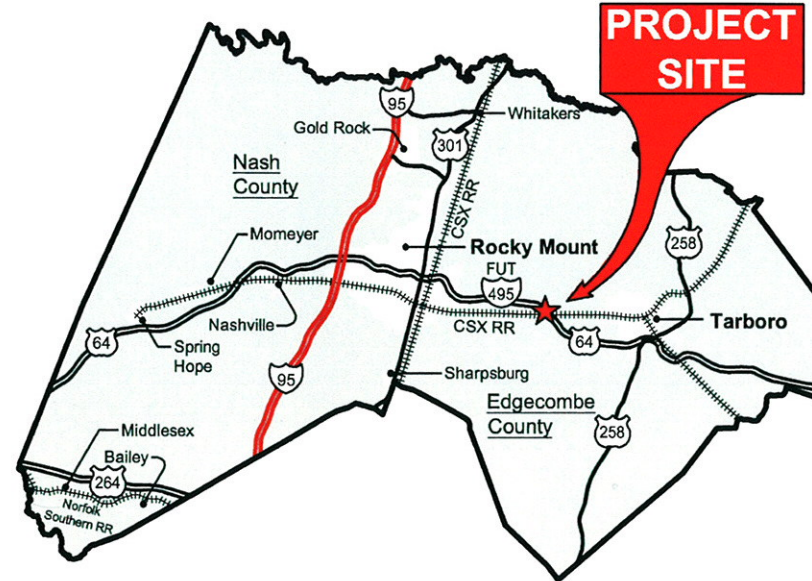 PROJECT
SITE
95
Whitakers
Gold Rock
301
Nash
County
CSX RR
Momeyer
Rocky Mount
258
FUT
495
Nashville
CSX RR
Tarboro
64
Spring
Hope
64
95
Sharpsburg
Edgecombe
County
Middlesex
258
Bailey
264
Norfolk
Southern RR